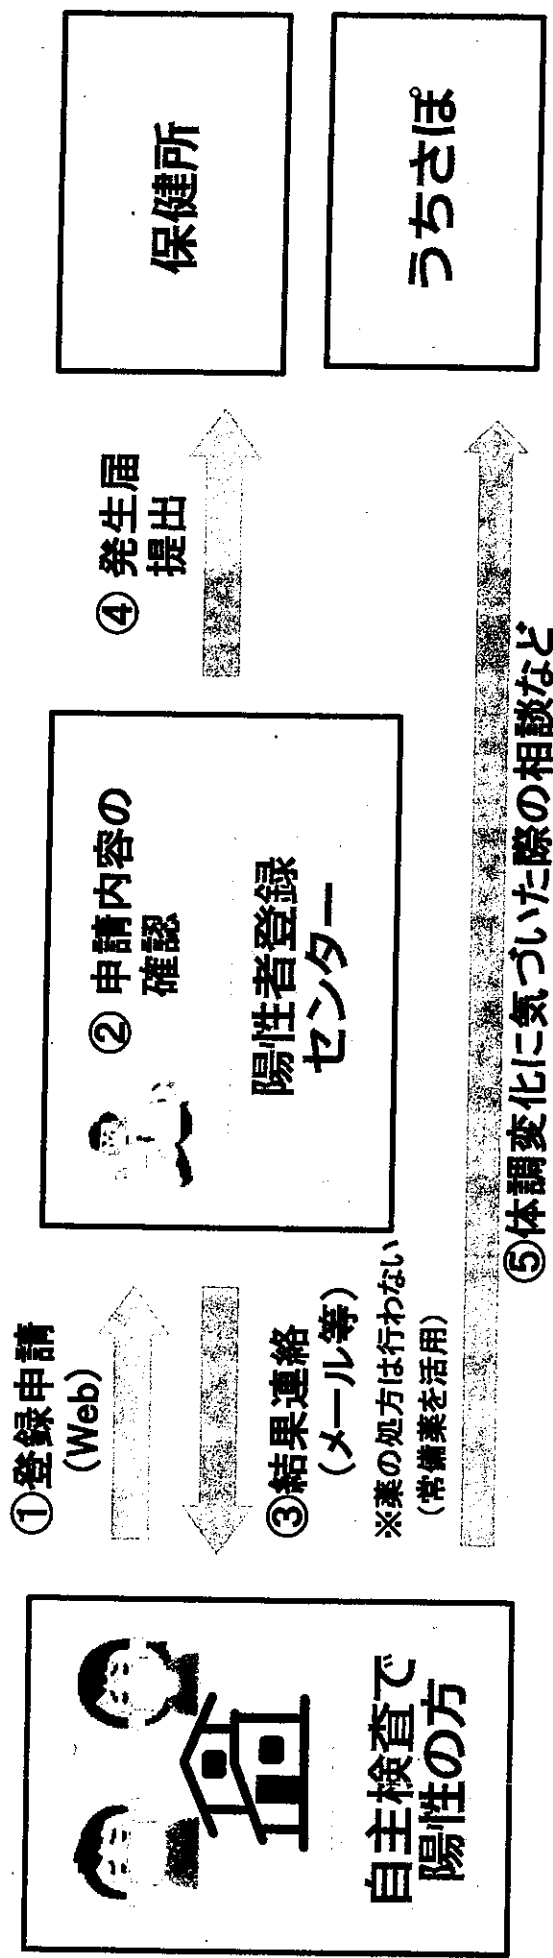 自主検査で
陽性の方
①登録申請
(Web)
③結果連絡
(メール等)
※薬の処方は行わない
(常備薬を活用)
② 申請内容の
確認
陽性者登録
センター
④ 発生届
提出
⑤体調変化に気づいた際の相談など
保健所
うちさぽ